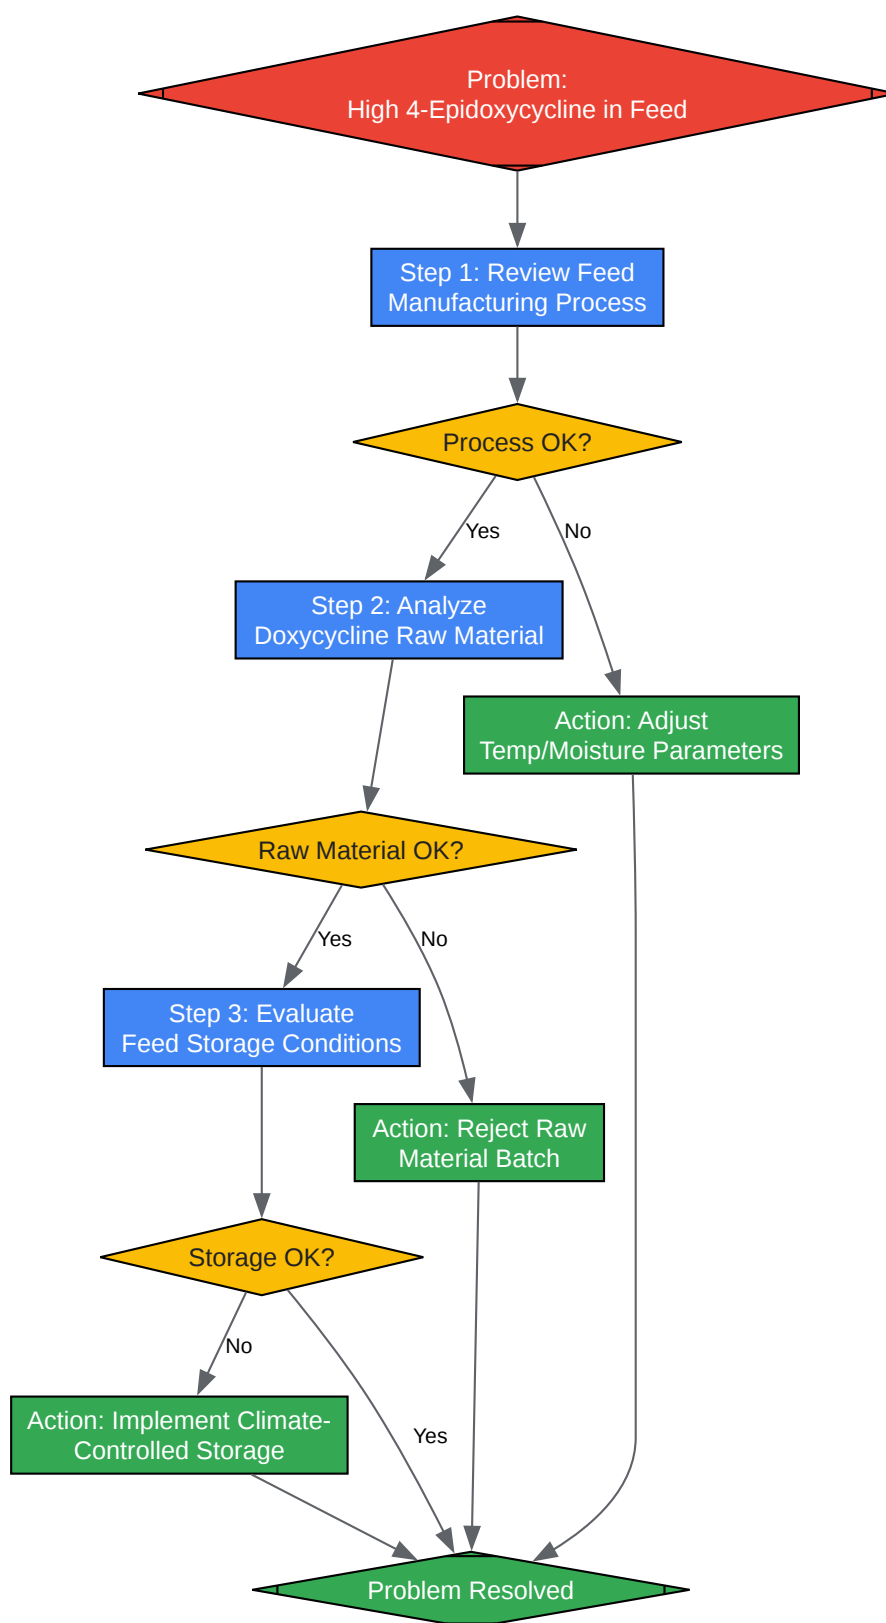 Problem:
High 4-Epidoxycycline in Feed
Step 1: Review Feed
Manufacturing Process
Process OK?
Yes
No
Step 2: Analyze
Doxycycline Raw Material
Action: Adjust
Temp/Moisture Parameters
Raw Material OK?
Yes
No
Step 3: Evaluate
Feed Storage Conditions
Action: Reject Raw
Material Batch
Storage OK?
No
Action: Implement Climate-
Controlled Storage
Yes
Problem Resolved